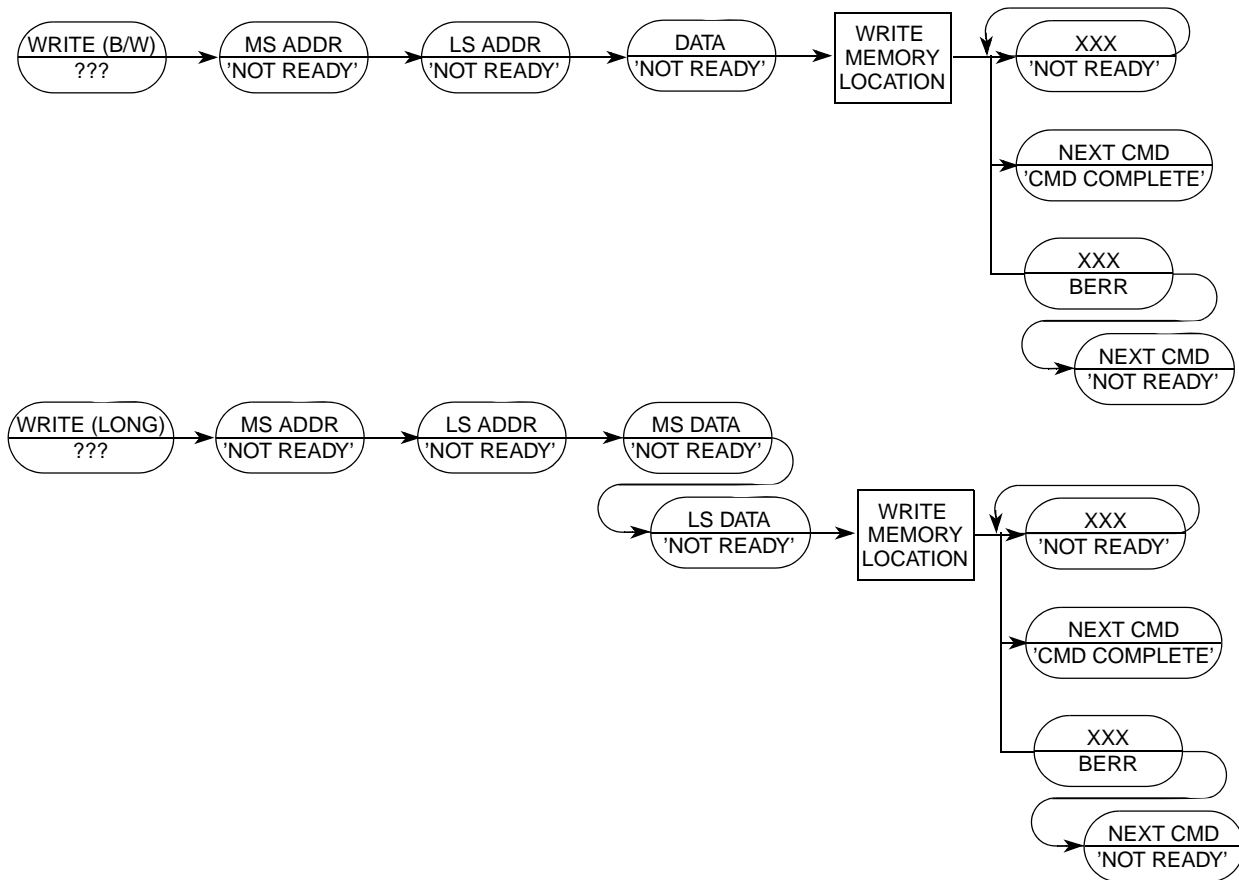 WRITE (B/W)
???
MS ADDR
'NOT READY'
LS ADDR
'NOT READY'
DATA
'NOT READY'
WRITE
MEMORY
LOCATION
XXX
'NOT READY'
NEXT CMD
'CMD COMPLETE'
XXX
BERR
NEXT CMD
'NOT READY'
WRITE (LONG)
???
MS ADDR
'NOT READY'
LS ADDR
'NOT READY'
MS DATA
'NOT READY'
LS DATA
'NOT READY'
WRITE
MEMORY
LOCATION
XXX
'NOT READY'
NEXT CMD
'CMD COMPLETE'
XXX
BERR
NEXT CMD
'NOT READY'